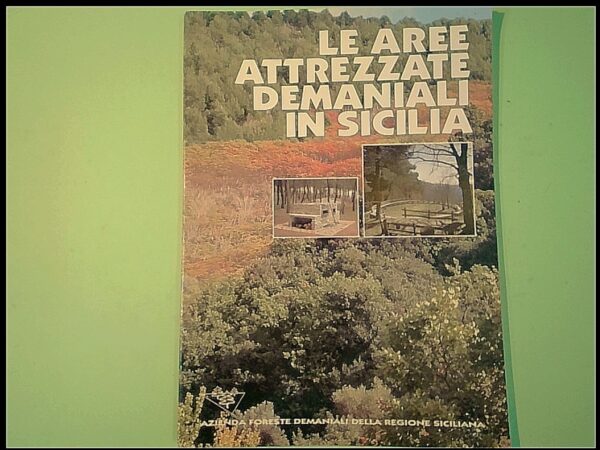 LE AREE
ATTREZZATE
DEMANIALI
IN SICILIA
AZIENDA FORESTE DEMANIALI DELLA REGIONE SICILIANA